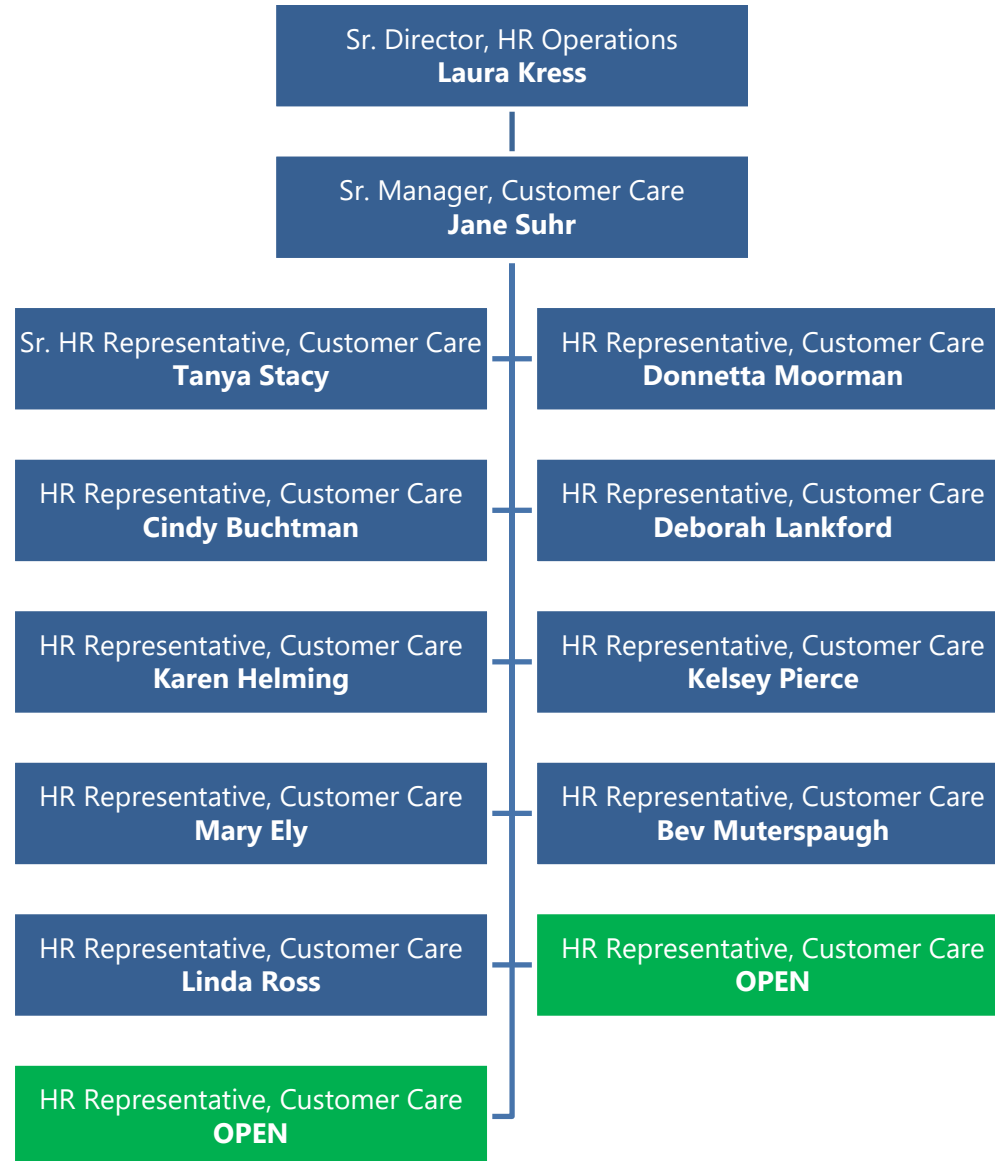 Sr. Director, HR Operations
Laura Kress
Sr. Manager, Customer Care
Jane Suhr
Sr. HR Representative, Customer Care
Tanya Stacy
HR Representative, Customer Care
Donnetta Moorman
HR Representative, Customer Care
Cindy Buchtman
HR Representative, Customer Care
Deborah Lankford
HR Representative, Customer Care
Karen Helming
HR Representative, Customer Care
Kelsey Pierce
HR Representative, Customer Care
Mary Ely
HR Representative, Customer Care
Bev Muterspaugh
HR Representative, Customer Care
Linda Ross
HR Representative, Customer Care
OPEN
HR Representative, Customer Care
OPEN